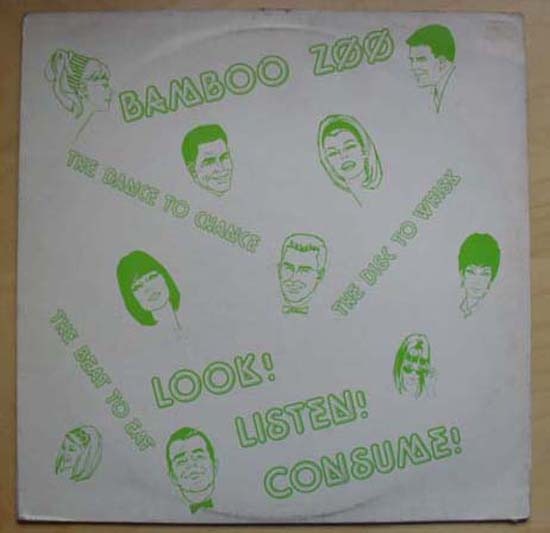 BAMBOO ZØØ
THE DANCE TO CHANCE
THE DISC TO WHISK
THE BEAT TO EAT
LOOK!
LISTEN!
CONSUME!